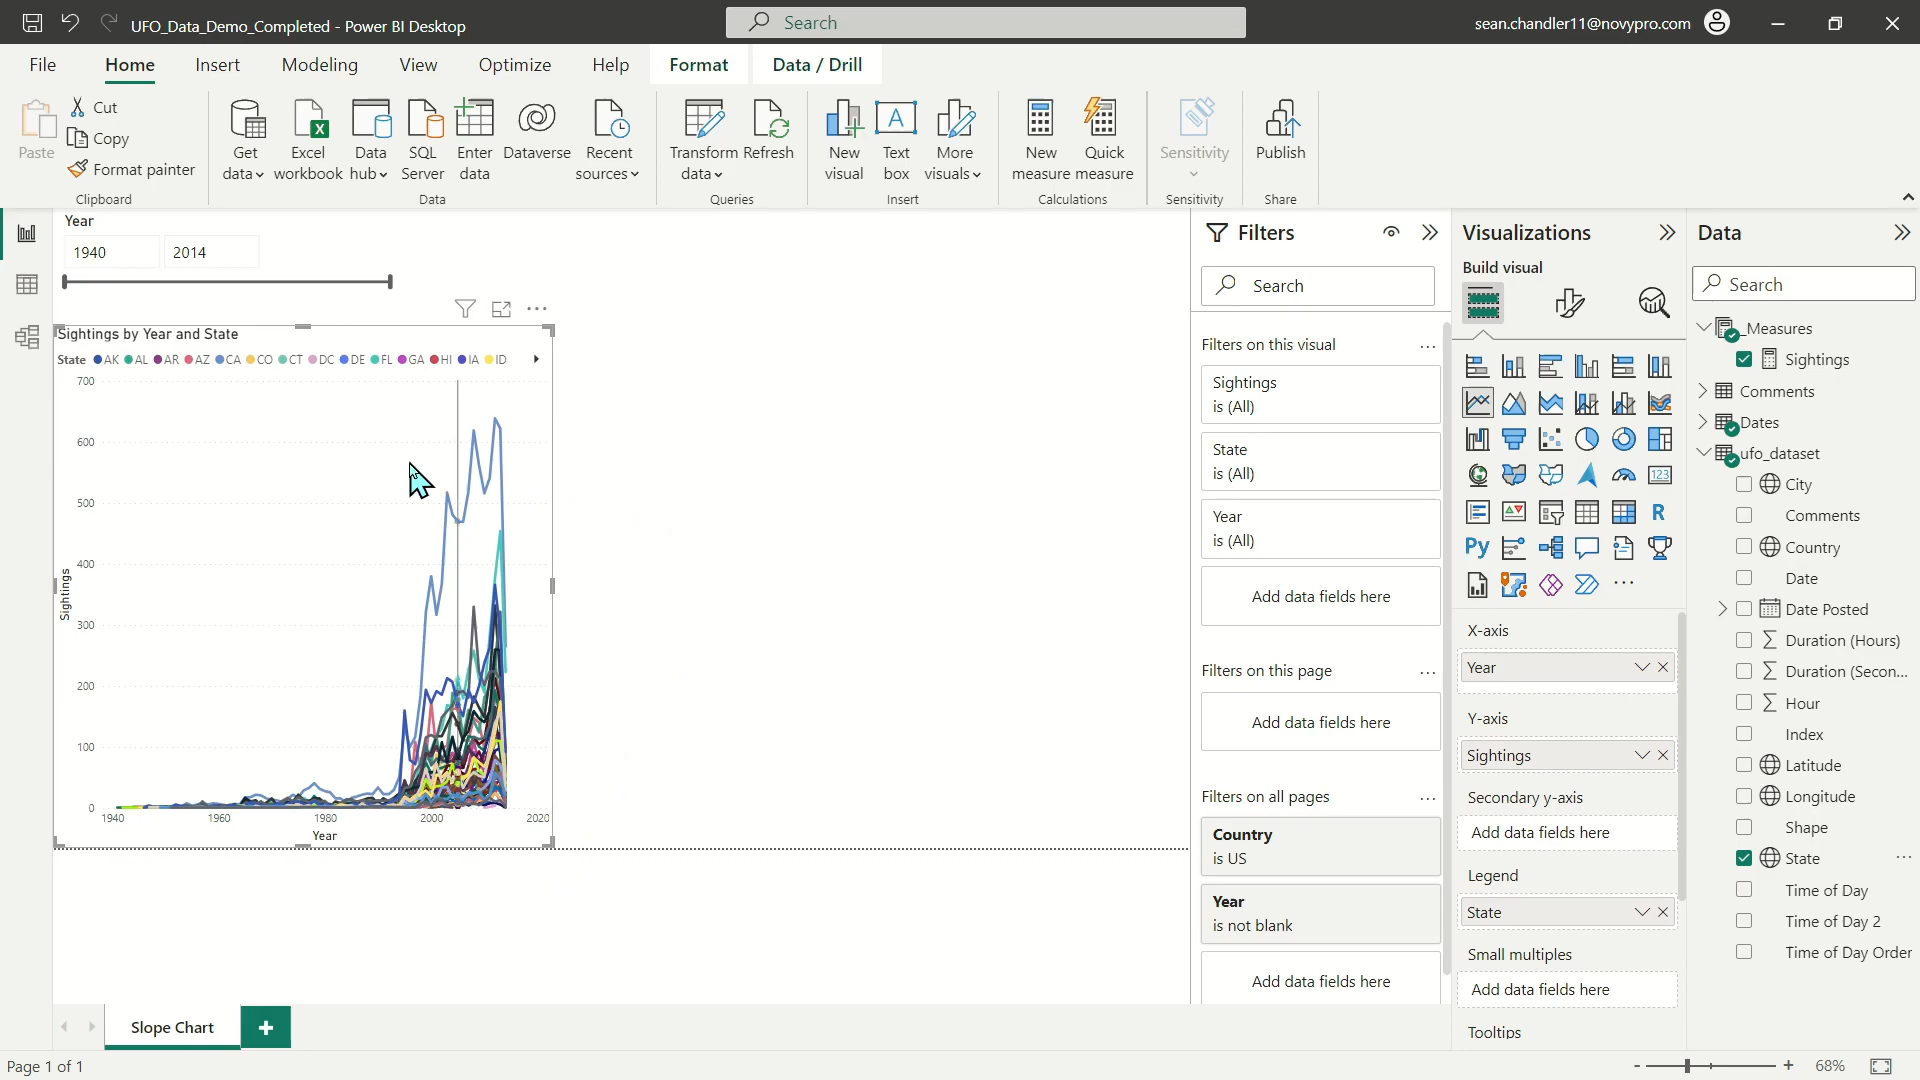 UFO_Data_Demo_Completed - Power BI Desktop
Search
sean.chandler11@novypro.com
File
Home
Insert
Modeling
View
Optimize
Help
Format
Data / Drill
Paste
Cut
Copy
Format painter
Clipboard
Get data
Excel workbook
Data hub
SQL Server
Enter data
Dataverse
Recent sources
Data
Transform data
Refresh
Queries
New visual
Text box
More visuals
Insert
New measure
Quick measure
Calculations
Sensitivity
Sensitivity
Publish
Share
Year
1940
2014
Sightings by Year and State
State AK AL AR AZ CA CO CT DC DE FL GA HI IA ID
700
600
500
400
300
200
100
0
Sightings
1940
1960
1980
2000
2020
Year
Filters
Search
Filters on this visual
Sightings
is (All)
State
is (All)
Year
is (All)
Add data fields here
Filters on this page
Add data fields here
Filters on all pages
Country
is US
Year
is not blank
Add data fields here
Visualizations
Build visual
123
R
Py
X-axis
Year
Y-axis
Sightings
Secondary y-axis
Add data fields here
Legend
State
Small multiples
Add data fields here
Tooltips
Data
Search
_Measures
Sightings
Comments
Dates
ufo_dataset
City
Comments
Country
Date
Date Posted
Duration (Hours)
Duration (Secon...
Hour
Index
Latitude
Longitude
Shape
State
Time of Day
Time of Day 2
Time of Day Order
Slope Chart
Page 1 of 1
68%